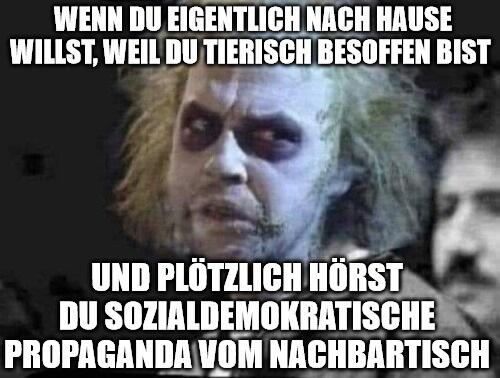 WENN DU EIGENTLICH NACH HAUSE
WILLST, WEIL DU TIERISCH BESOFFEN BIST
UND PLÖTZLICH HÖRST
DU SOZIALDEMOKRATISCHE
PROPAGANDA VOM NACHBARTISCH